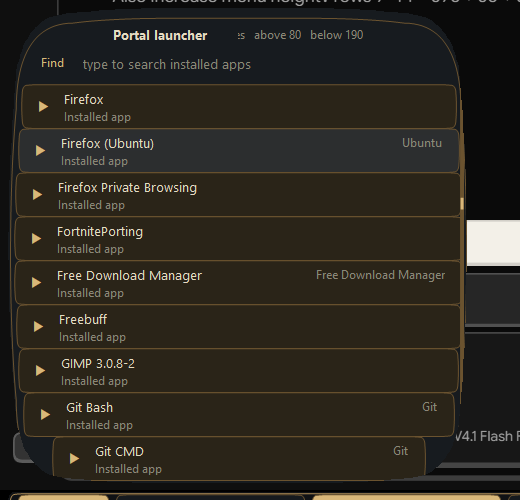 Portal launcher
above 80 below 190
Find type to search installed apps
Firefox
Installed app
Firefox (Ubuntu) Ubuntu
Installed app
Firefox Private Browsing
Installed app
FortnitePorting
Installed app
Free Download Manager Free Download Manager
Installed app
Freebuff
Installed app
GIMP 3.0.8-2
Installed app
Git Bash Git
Installed app
V4.1 Flash
Git CMD Git
Installed app